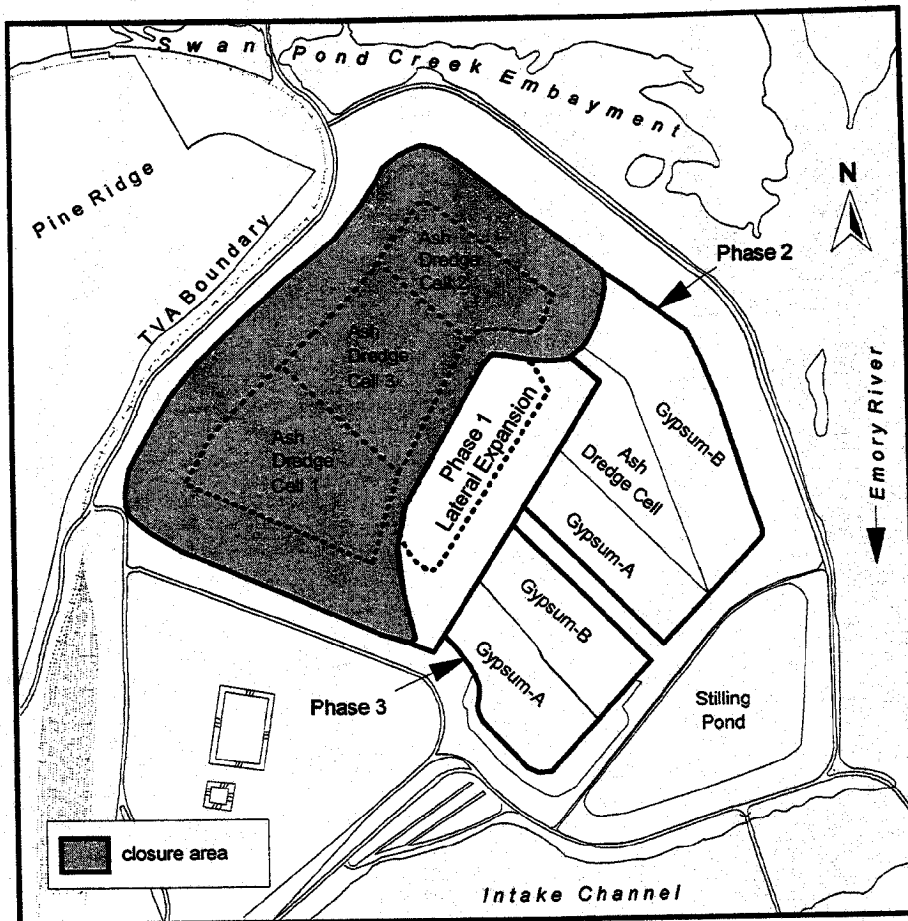 Swan Pond Creek Embayment
Pine Ridge
TVA Boundary
N
Phase 2
Emory River
Ash
Dredge
Cell 2
Ash
Dredge
Cell 3
Ash
Dredge
Cell 1
Phase 1
Lateral Expansion
Gypsum-B
Ash
Dredge Cell
Gypsum-A
Gypsum-B
Gypsum-A
Phase 3
Stilling
Pond
closure area
Intake Channel